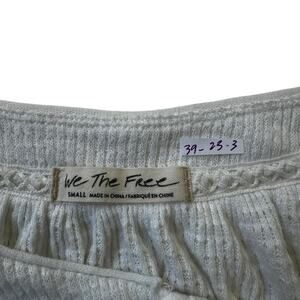 39-25-3
We The Free
SMALL MADE IN CHINA/FABRIQUÉ EN CHINE